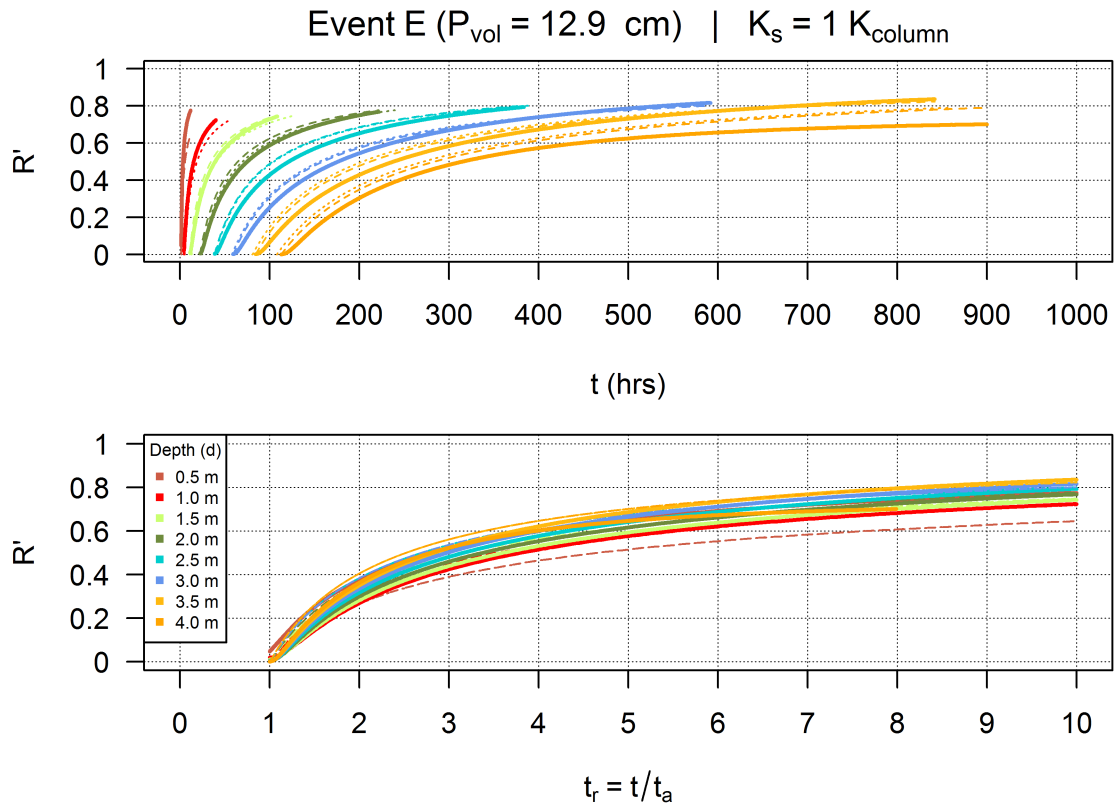 Event E (Pvol = 12.9 cm) | Ks = 1 Kcolumn
R'
1
0.8
0.6
0.4
0.2
0
0 100 200 300 400 500 600 700 800 900 1000
t (hrs)
R'
1
0.8
0.6
0.4
0.2
0
Depth (d)
0.5 m
1.0 m
1.5 m
2.0 m
2.5 m
3.0 m
3.5 m
4.0 m
0 1 2 3 4 5 6 7 8 9 10
tr = t/ta